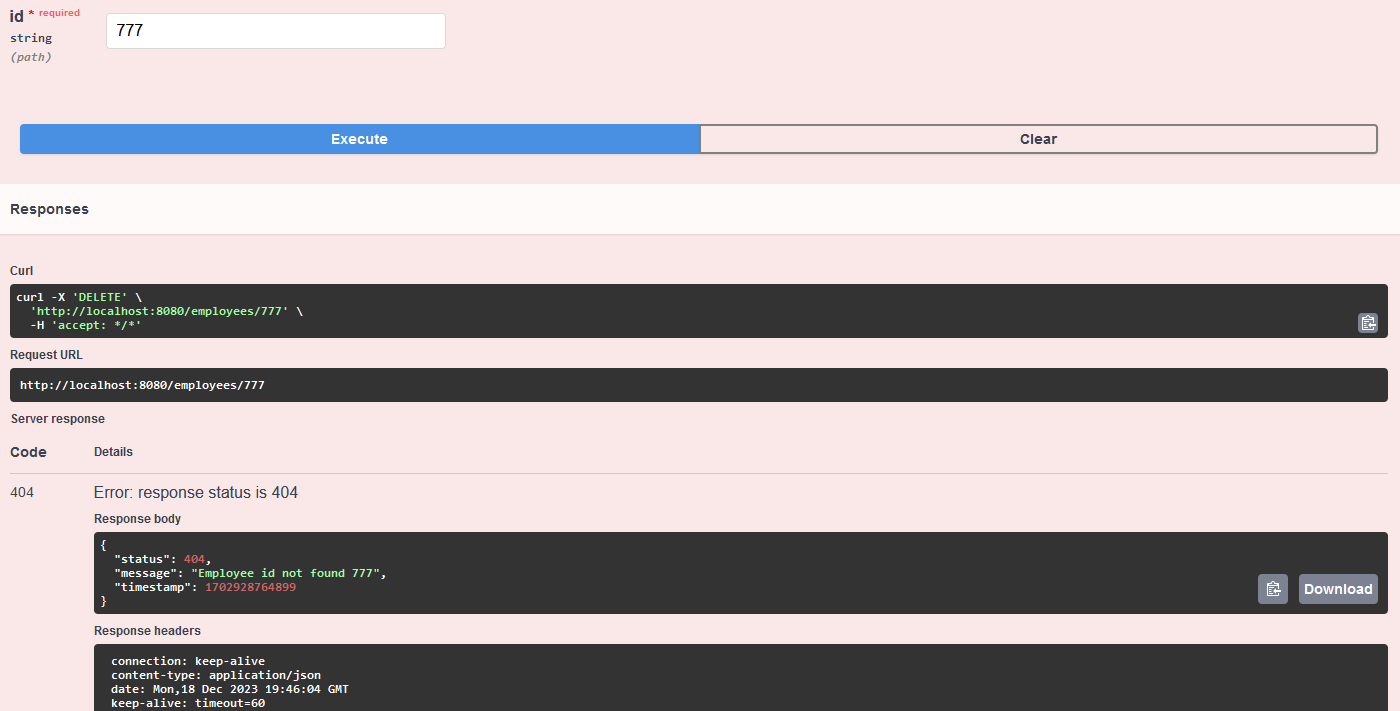 id * required
string
(path)
777
Execute
Clear
Responses
Curl
curl -X 'DELETE' \
  'http://localhost:8080/employees/777' \
  -H 'accept: */*'
Request URL
http://localhost:8080/employees/777
Server response
Code Details
404 Error: response status is 404
Response body
{
  "status": 404,
  "message": "Employee id not found 777",
  "timestamp": 1702928764899
}
Download
Response headers
connection: keep-alive
content-type: application/json
date: Mon,18 Dec 2023 19:46:04 GMT
keep-alive: timeout=60